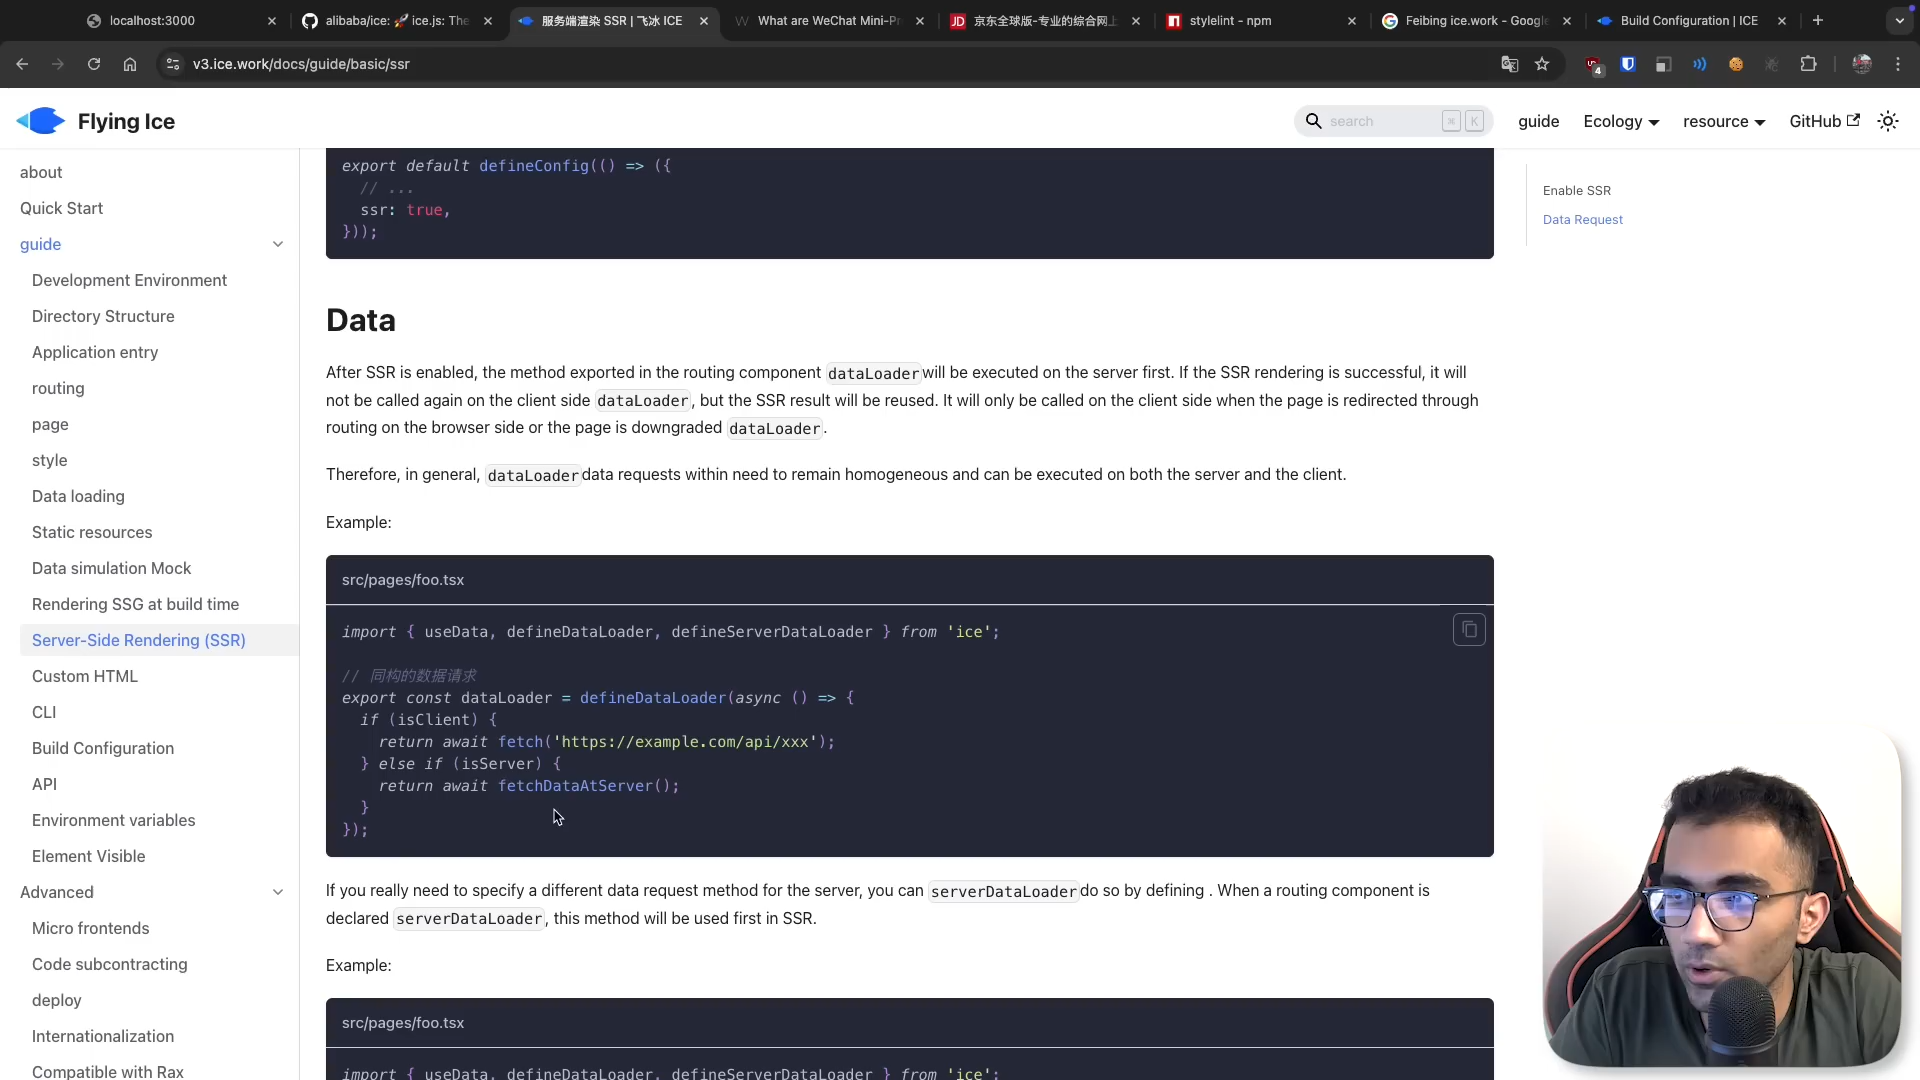 localhost:3000
alibaba/ice: 🚀 ice.js: The
服务端渲染 SSR | 飞冰 ICE
What are WeChat Mini-Pr
京东全球版-专业的综合网上
stylelint - npm
Feibing ice.work - Google
Build Configuration | ICE
v3.ice.work/docs/guide/basic/ssr
4
Flying Ice
search
⌘ K
guide
Ecology
resource
GitHub
about
Quick Start
guide
Development Environment
Directory Structure
Application entry
routing
page
style
Data loading
Static resources
Data simulation Mock
Rendering SSG at build time
Server-Side Rendering (SSR)
Custom HTML
CLI
Build Configuration
API
Environment variables
Element Visible
Advanced
Micro frontends
Code subcontracting
deploy
Internationalization
Compatible with Rax
export default defineConfig(() => ({
// ...
ssr: true,
}));
Data
After SSR is enabled, the method exported in the routing component dataLoader will be executed on the server first. If the SSR rendering is successful, it will
not be called again on the client side dataLoader, but the SSR result will be reused. It will only be called on the client side when the page is redirected through
routing on the browser side or the page is downgraded dataLoader.
Therefore, in general, dataLoader data requests within need to remain homogeneous and can be executed on both the server and the client.
Example:
src/pages/foo.tsx
import { useData, defineDataLoader, defineServerDataLoader } from 'ice';
// 同构的数据请求
export const dataLoader = defineDataLoader(async () => {
if (isClient) {
return await fetch('https://example.com/api/xxx');
} else if (isServer) {
return await fetchDataAtServer();
}
});
If you really need to specify a different data request method for the server, you can serverDataLoader do so by defining . When a routing component is
declared serverDataLoader, this method will be used first in SSR.
Example:
src/pages/foo.tsx
import { useData, defineDataLoader, defineServerDataLoader } from 'ice';
Enable SSR
Data Request